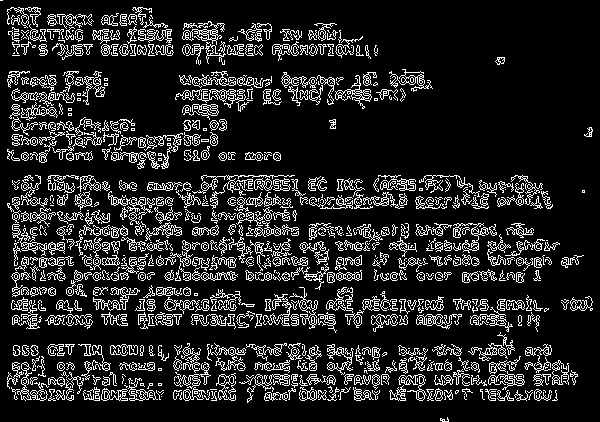 HOT STOCK ALERT!
EXCITING NEW ISSUE ARSS, GET IN NOW!
IT'S JUST BEGINING OF 1 WEEK PROMOTION!!!
Trade Date: Wednesday, October 18, 2006
Company: AMEROSSI EC INC (ARSS.PK)
Symbol: ARSS
Current Price: $4.03
Short Term Target: $6-8
Long Term Target: $10 or more
You may not be aware of AMEROSSI EC INC (ARSS.PK), but you
should be, because this company represents terrific profit
opportunity for early investors!
Sick of hedge funds and flippers getting all the great new
issues? Most stock brokers give out their new issues to their
largest commission paying clients - and if you trade through an
online broker or discount broker - good luck ever getting 1
share of a new issue.
WELL ALL THAT IS CHANGING - IF YOU ARE RECEIVING THIS EMAIL, YOU
ARE AMONG THE FIRST PUBLIC INVESTORS TO KNOW ABOUT ARSS !!!
$$$ GET IN NOW!!!, You know the old saying, buy the rumor and
sell on the news. Once the news is out it is time to get ready
for next rally... JUST DO YOURSELF A FAVOR AND WATCH ARSS START
TRADING WEDNESDAY MORNING ! and DON'T SAY WE DIDN'T TELL YOU!